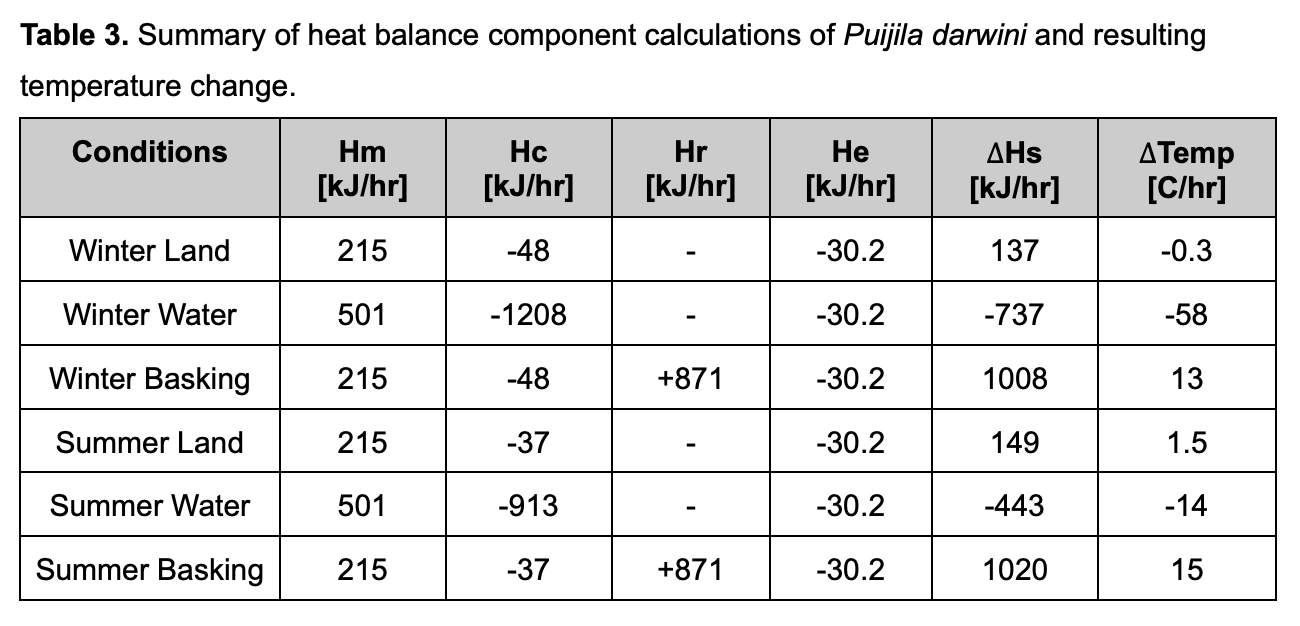 Table 3. Summary of heat balance component calculations of Puijila darwini and resulting
temperature change.
Conditions Hm [kJ/hr] Hc [kJ/hr] Hr [kJ/hr] He [kJ/hr] ΔHs [kJ/hr] ΔTemp [C/hr]
Winter Land 215 -48 - -30.2 137 -0.3
Winter Water 501 -1208 - -30.2 -737 -58
Winter Basking 215 -48 +871 -30.2 1008 13
Summer Land 215 -37 - -30.2 149 1.5
Summer Water 501 -913 - -30.2 -443 -14
Summer Basking 215 -37 +871 -30.2 1020 15